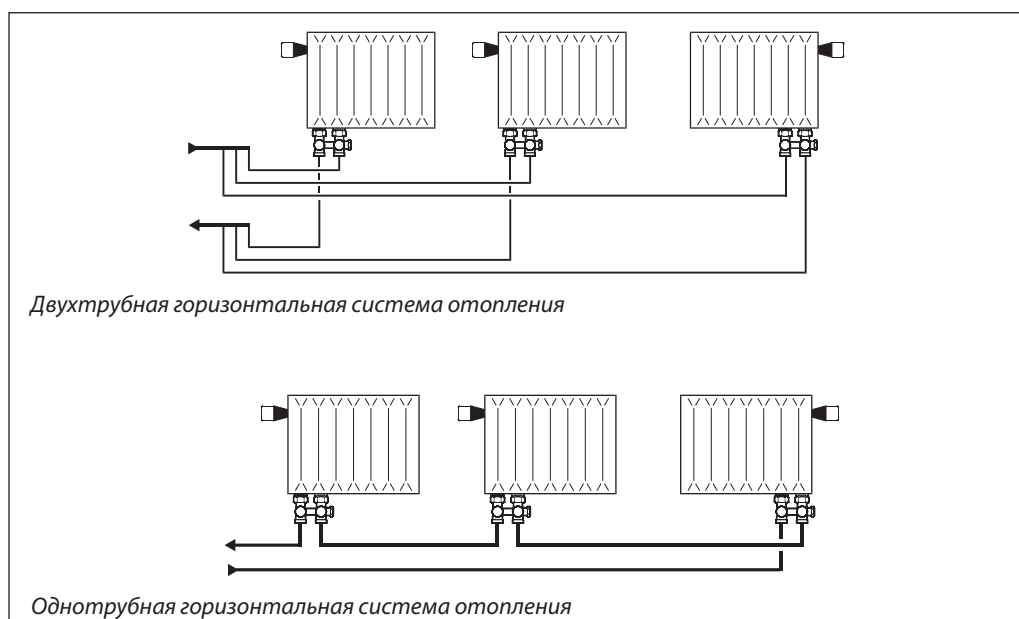 Двухтрубная горизонтальная система отопления
Однотрубная горизонтальная система отопления